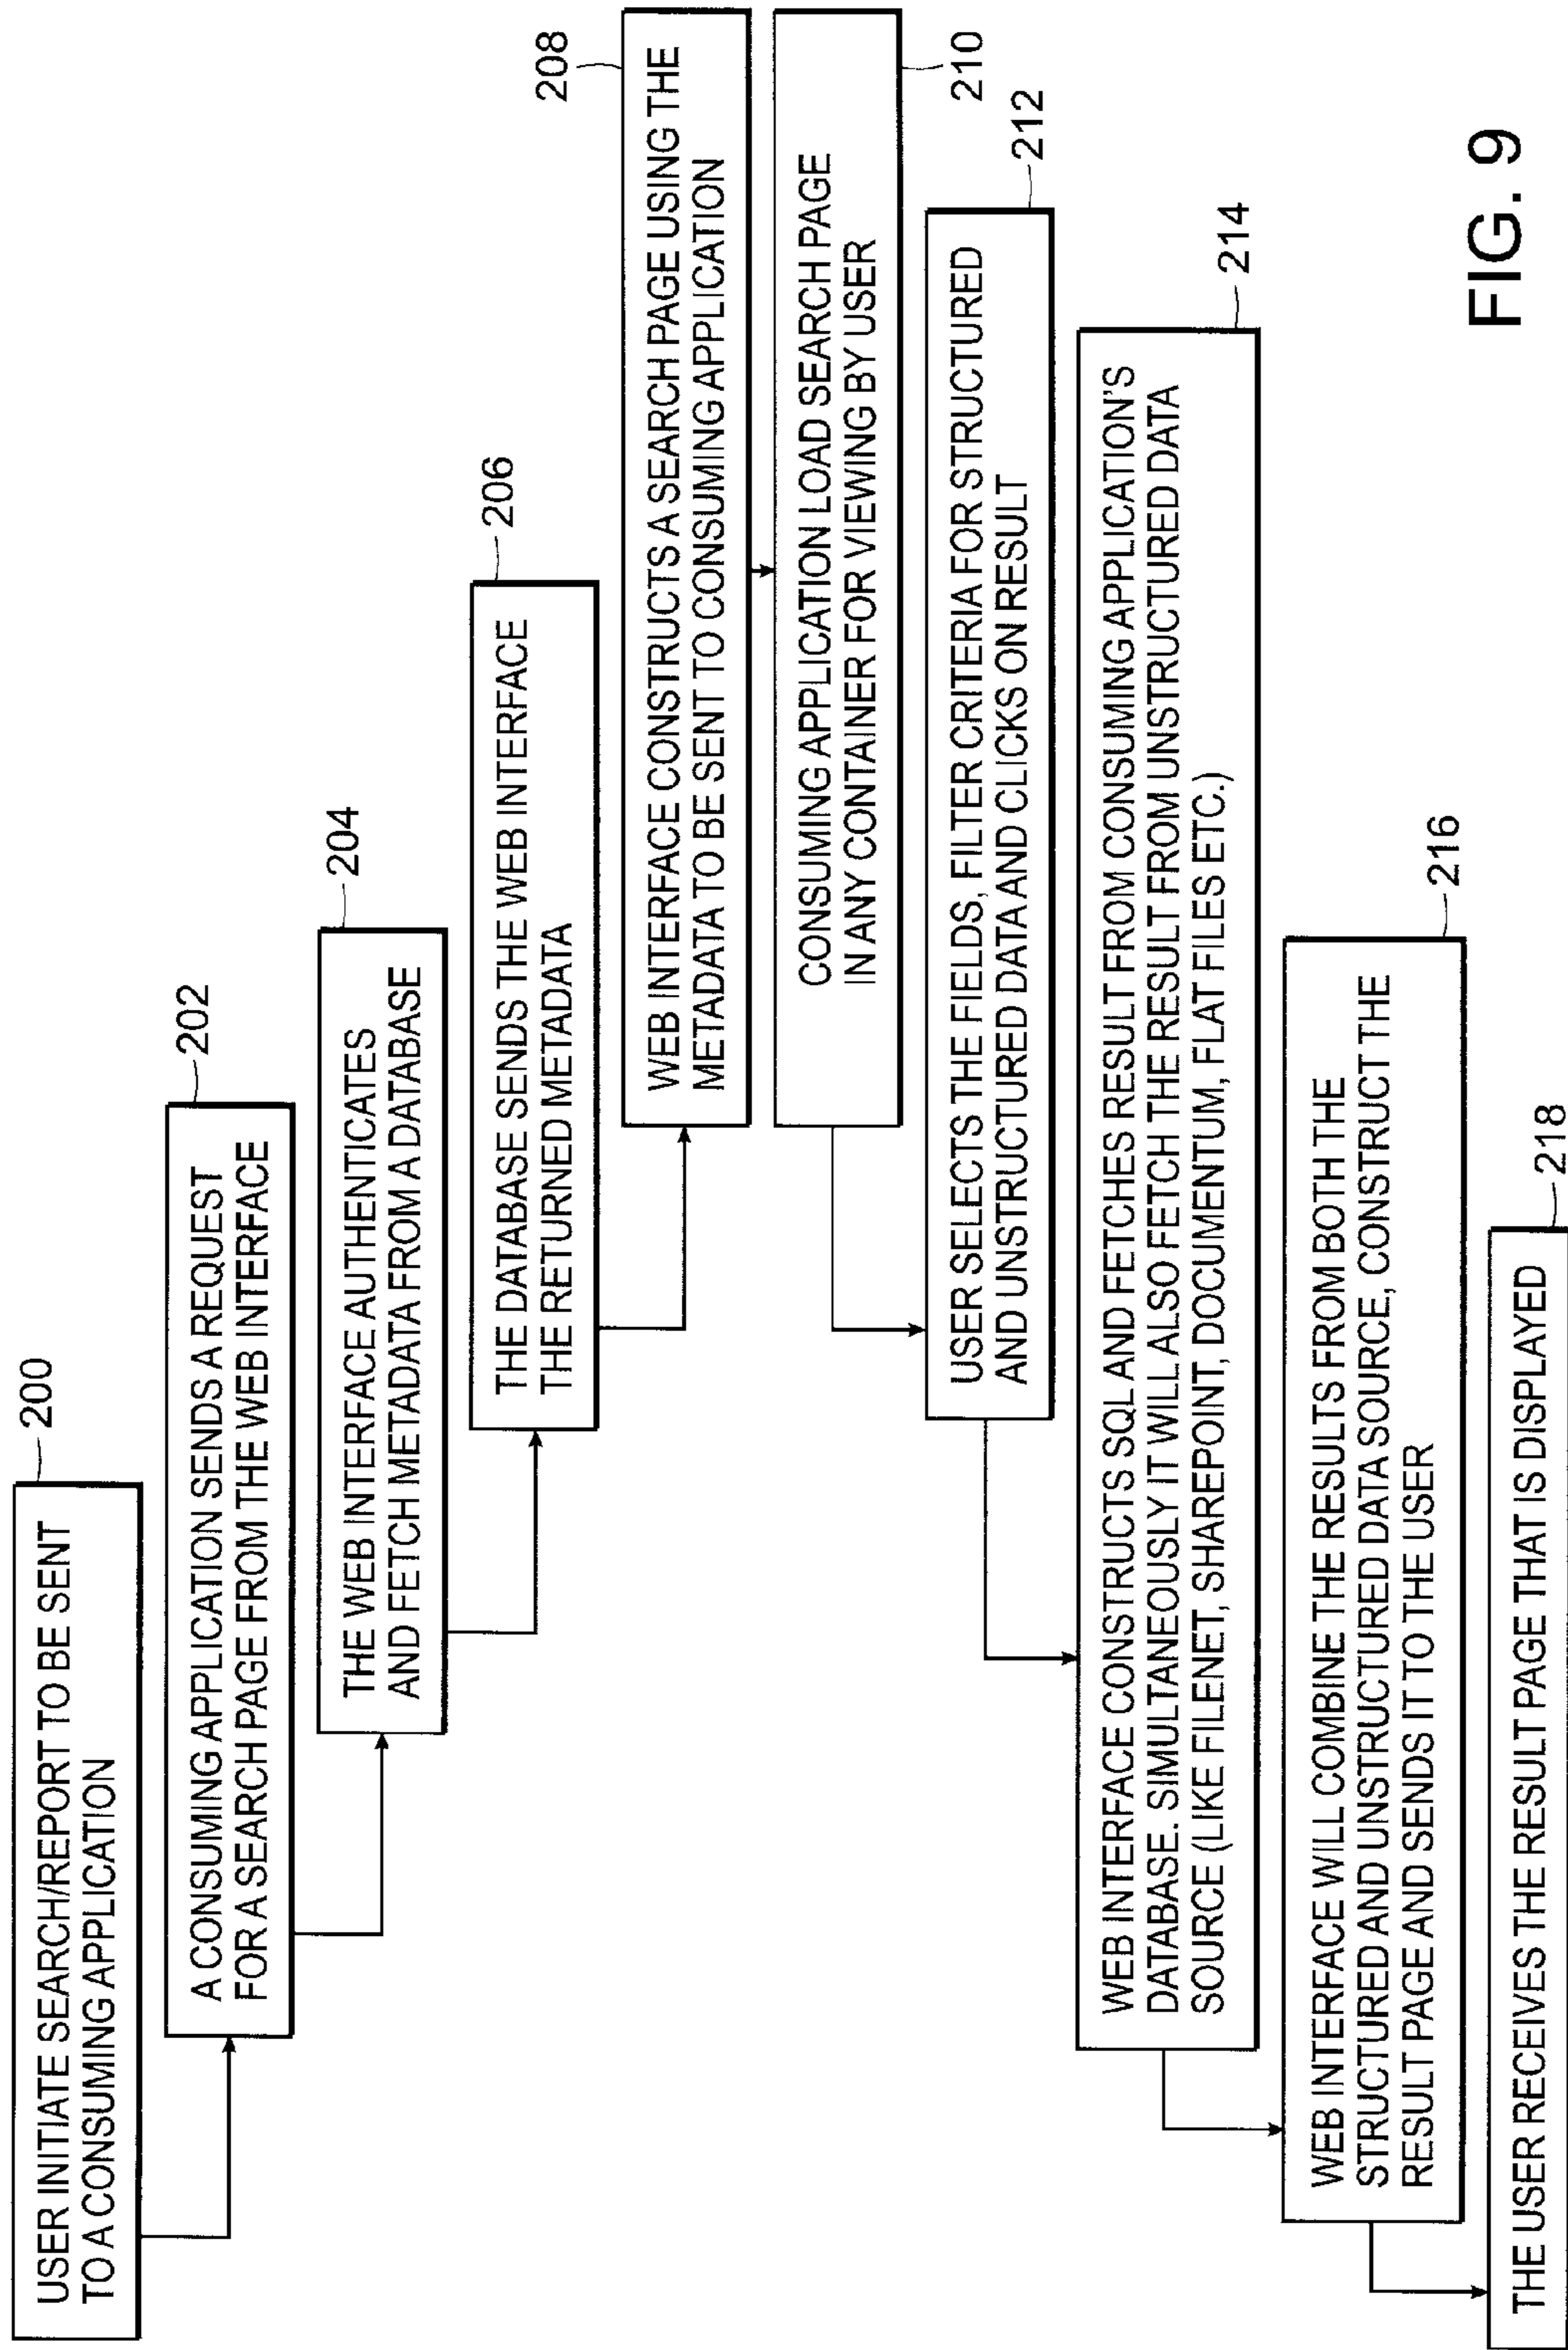 200
USER INITIATE SEARCH/REPORT TO BE SENT
TO A CONSUMING APPLICATION
202
A CONSUMING APPLICATION SENDS A REQUEST
FOR A SEARCH PAGE FROM THE WEB INTERFACE
204
THE WEB INTERFACE AUTHENTICATES
AND FETCH METADATA FROM A DATABASE
206
THE DATABASE SENDS THE WEB INTERFACE
THE RETURNED METADATA
208
WEB INTERFACE CONSTRUCTS A SEARCH PAGE USING THE
METADATA TO BE SENT TO CONSUMING APPLICATION
CONSUMING APPLICATION LOAD SEARCH PAGE
IN ANY CONTAINER FOR VIEWING BY USER
210
212
USER SELECTS THE FIELDS, FILTER CRITERIA FOR STRUCTURED
AND UNSTRUCTURED DATA AND CLICKS ON RESULT
214
WEB INTERFACE CONSTRUCTS SQL AND FETCHES RESULT FROM CONSUMING APPLICATION'S
DATABASE. SIMULTANEOUSLY IT WILL ALSO FETCH THE RESULT FROM UNSTRUCTURED DATA
SOURCE (LIKE FILENET, SHAREPOINT, DOCUMENTUM, FLAT FILES ETC.)
216
WEB INTERFACE WILL COMBINE THE RESULTS FROM BOTH THE
STRUCTURED AND UNSTRUCTURED DATA SOURCE, CONSTRUCT THE
RESULT PAGE AND SENDS IT TO THE USER
218
THE USER RECEIVES THE RESULT PAGE THAT IS DISPLAYED
FIG. 9